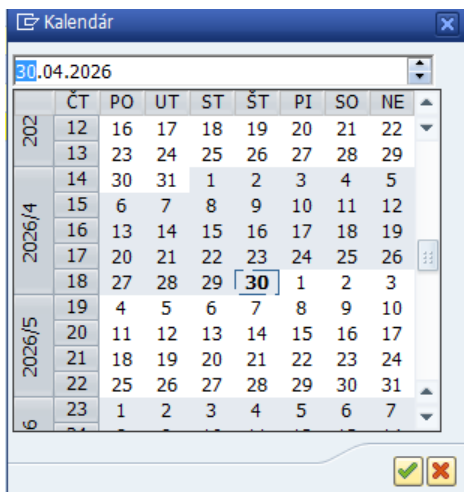 Kalendár
30.04.2026
ČT PO UT ST ŠT PI SO NE
202
12 16 17 18 19 20 21 22
13 23 24 25 26 27 28 29
2026/4
14 30 31 1 2 3 4 5
15 6 7 8 9 10 11 12
16 13 14 15 16 17 18 19
17 20 21 22 23 24 25 26
18 27 28 29 30 1 2 3
2026/5
19 4 5 6 7 8 9 10
20 11 12 13 14 15 16 17
21 18 19 20 21 22 23 24
22 25 26 27 28 29 30 31
6
23 1 2 3 4 5 6 7